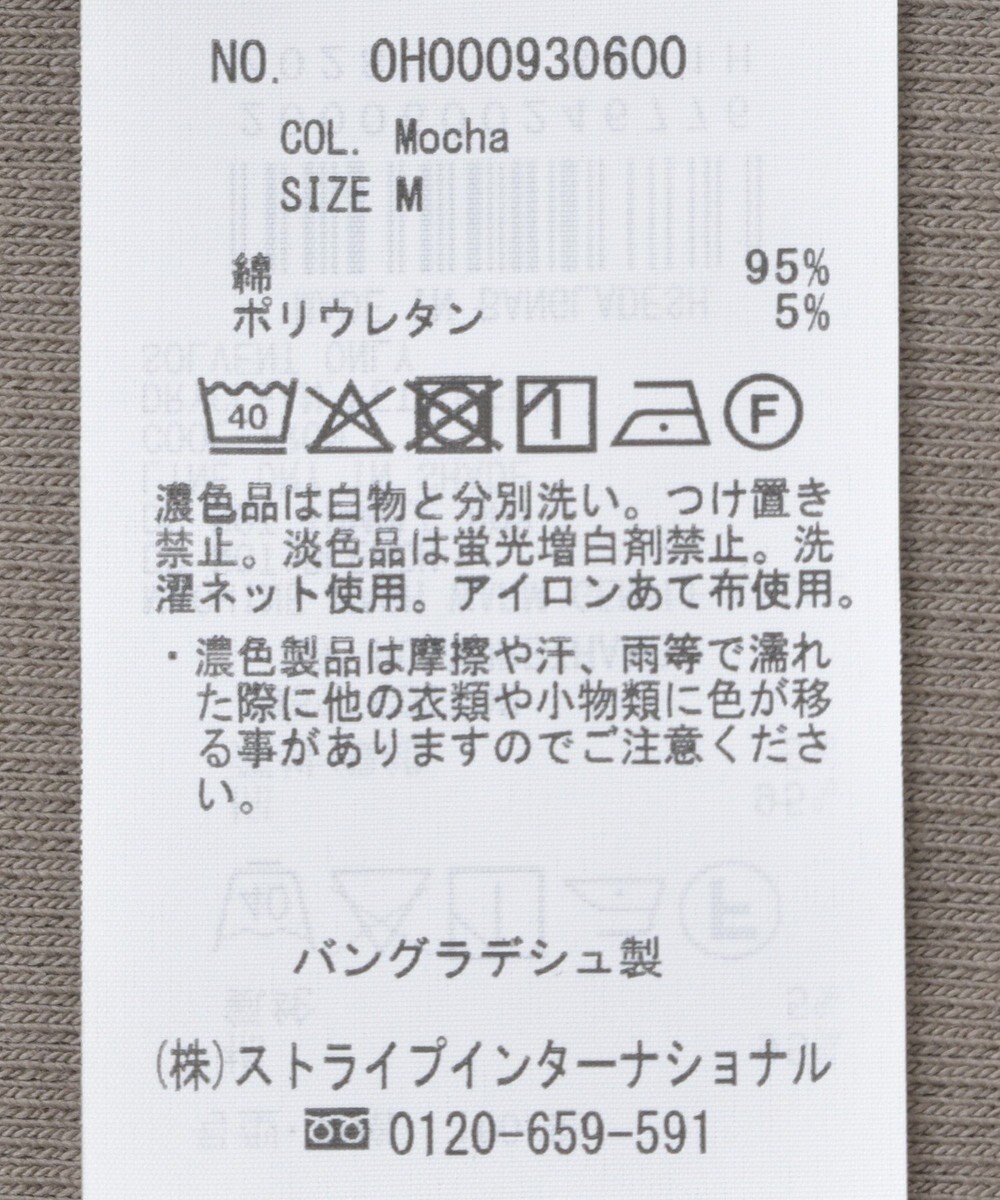 NO. 0H000930600
COL. Mocha
SIZE M
綿 95%
ポリウレタン 5%
40 F
濃色品は白物と分別洗い。つけ置き
禁止。淡色品は蛍光増白剤禁止。洗
濯ネット使用。アイロンあて布使用。
・濃色製品は摩擦や汗、雨等で濡れ
た際に他の衣類や小物類に色が移
る事がありますのでご注意くださ
い。
バングラデシュ製
(株)ストライプインターナショナル
0120-659-591